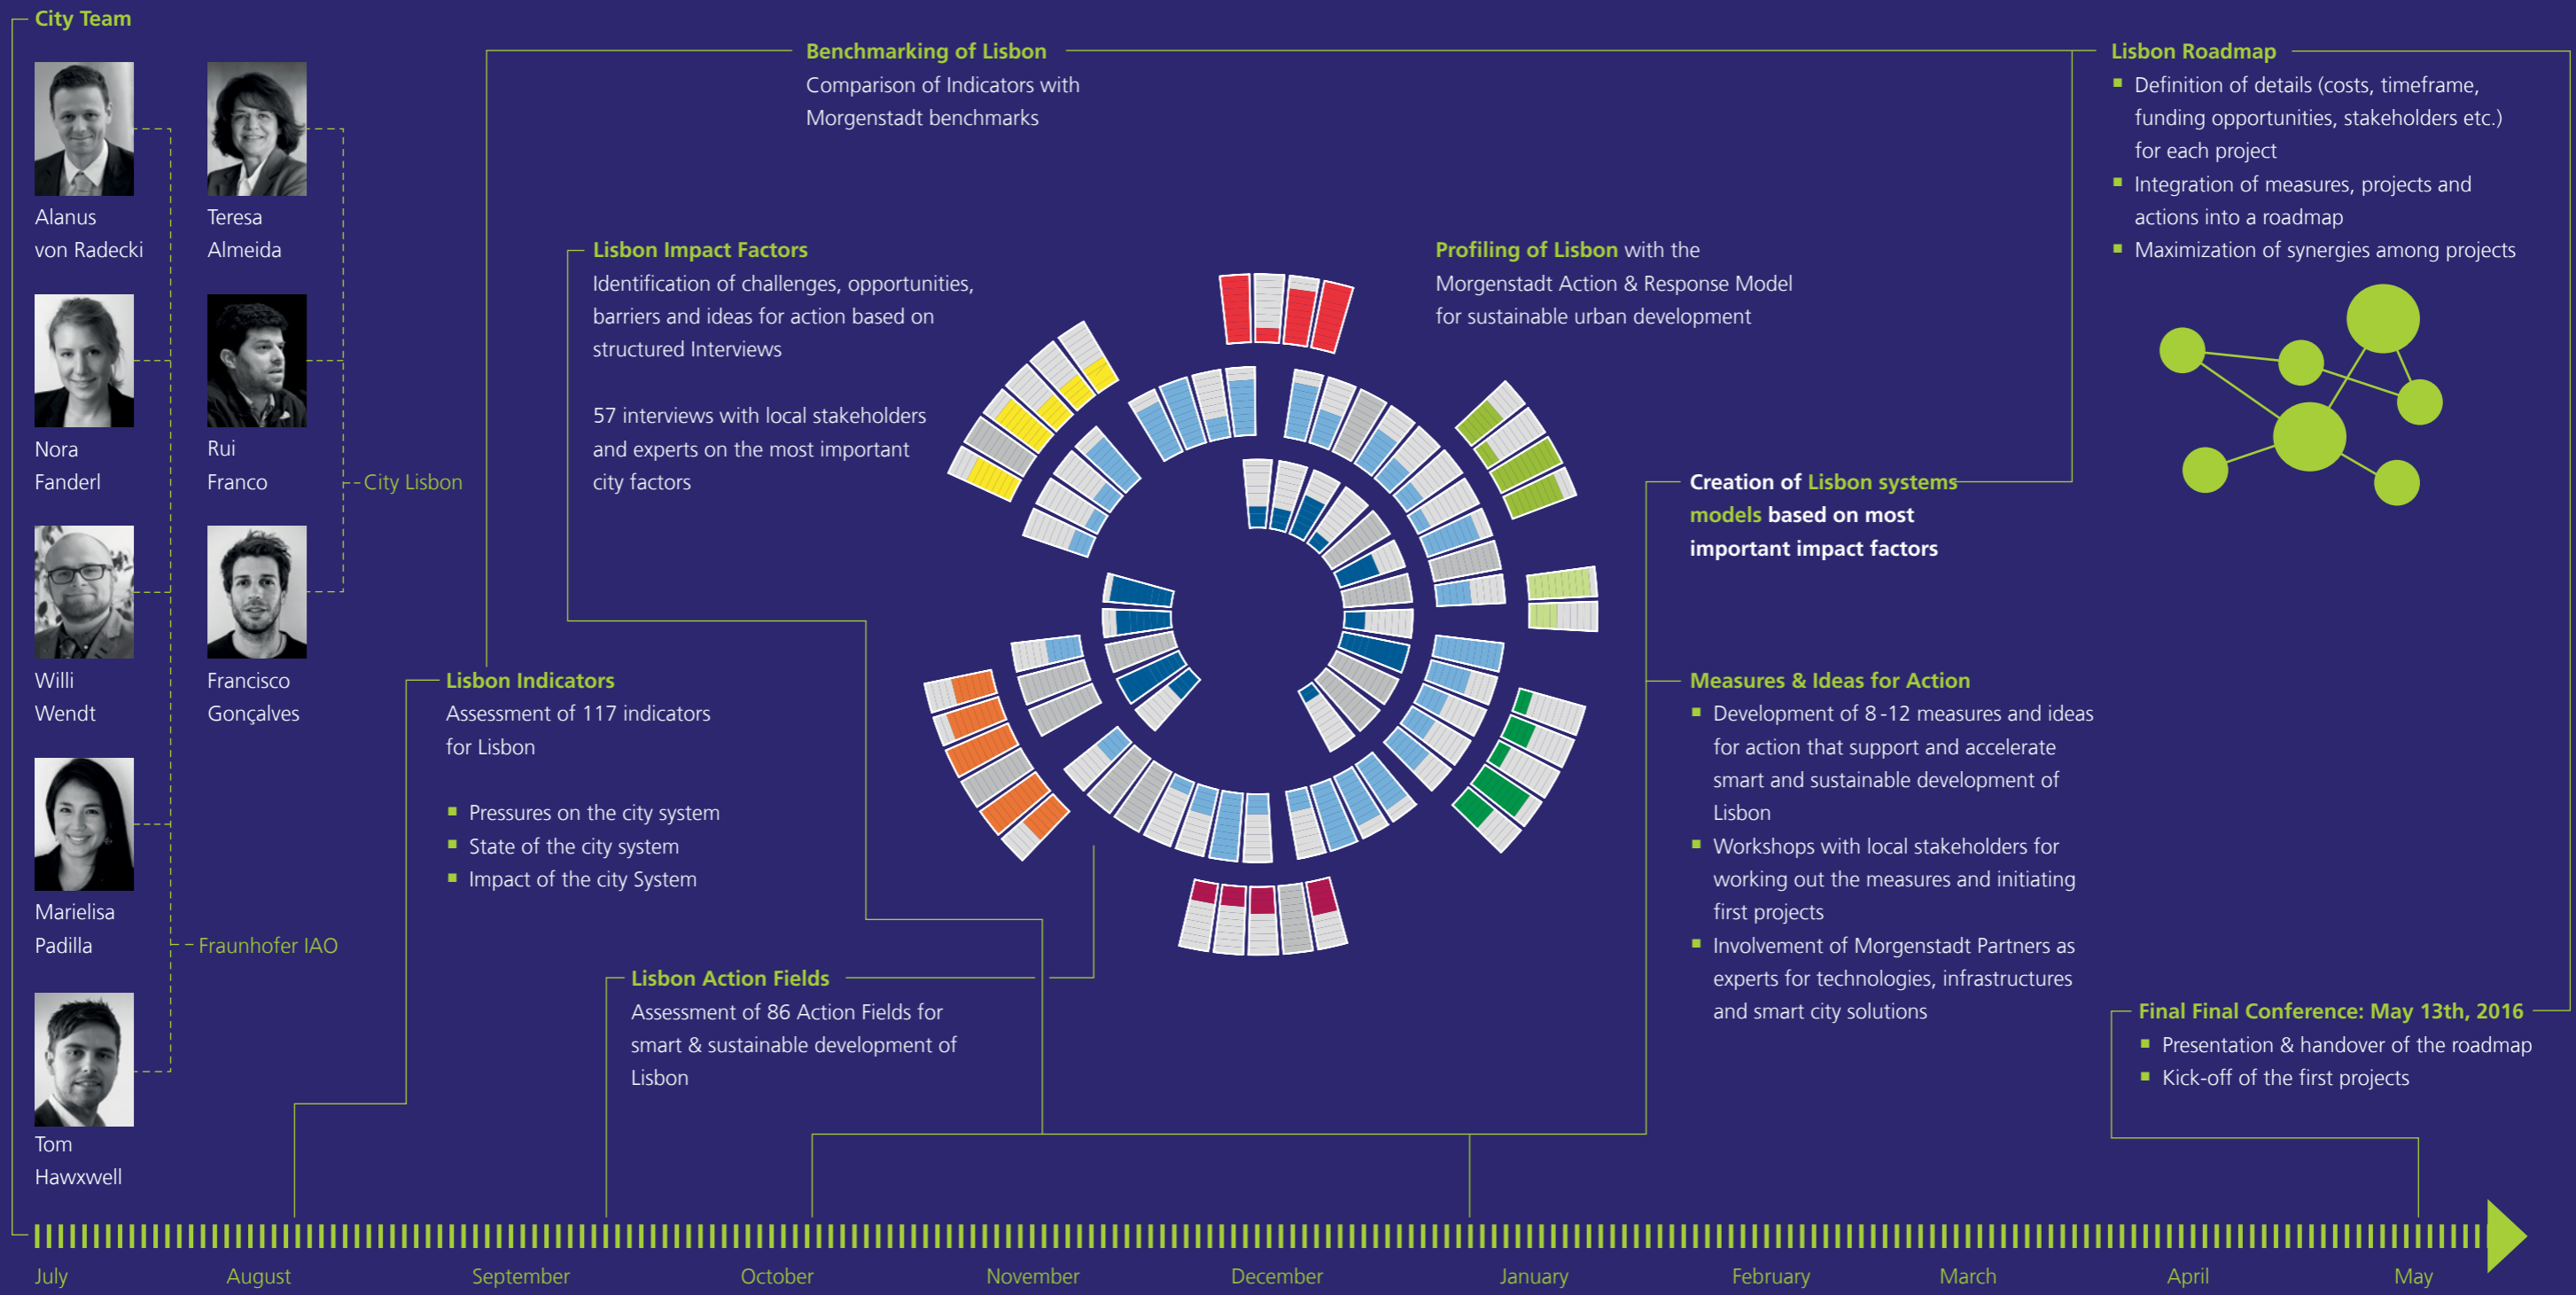 City Team
Alanus
von Radecki
Teresa
Almeida
Nora
Fanderl
Rui
Franco
City Lisbon
Willi
Wendt
Francisco
Gonçalves
Marielisa
Padilla
Fraunhofer IAO
Tom
Hawxwell
Benchmarking of Lisbon
Comparison of Indicators with
Morgenstadt benchmarks
Lisbon Impact Factors
Identification of challenges, opportunities,
barriers and ideas for action based on
structured Interviews
57 interviews with local stakeholders
and experts on the most important
city factors
Lisbon Indicators
Assessment of 117 indicators
for Lisbon
▪ Pressures on the city system
▪ State of the city system
▪ Impact of the city System
Lisbon Action Fields
Assessment of 86 Action Fields for
smart & sustainable development of
Lisbon
Profiling of Lisbon with the
Morgenstadt Action & Response Model
for sustainable urban development
Creation of Lisbon systems
models based on most
important impact factors
Measures & Ideas for Action
▪ Development of 8-12 measures and ideas
for action that support and accelerate
smart and sustainable development of
Lisbon
▪ Workshops with local stakeholders for
working out the measures and initiating
first projects
▪ Involvement of Morgenstadt Partners as
experts for technologies, infrastructures
and smart city solutions
Lisbon Roadmap
▪ Definition of details (costs, timeframe,
funding opportunities, stakeholders etc.)
for each project
▪ Integration of measures, projects and
actions into a roadmap
▪ Maximization of synergies among projects
Final Final Conference: May 13th, 2016
▪ Presentation & handover of the roadmap
▪ Kick-off of the first projects
July August September October November December January February March April May